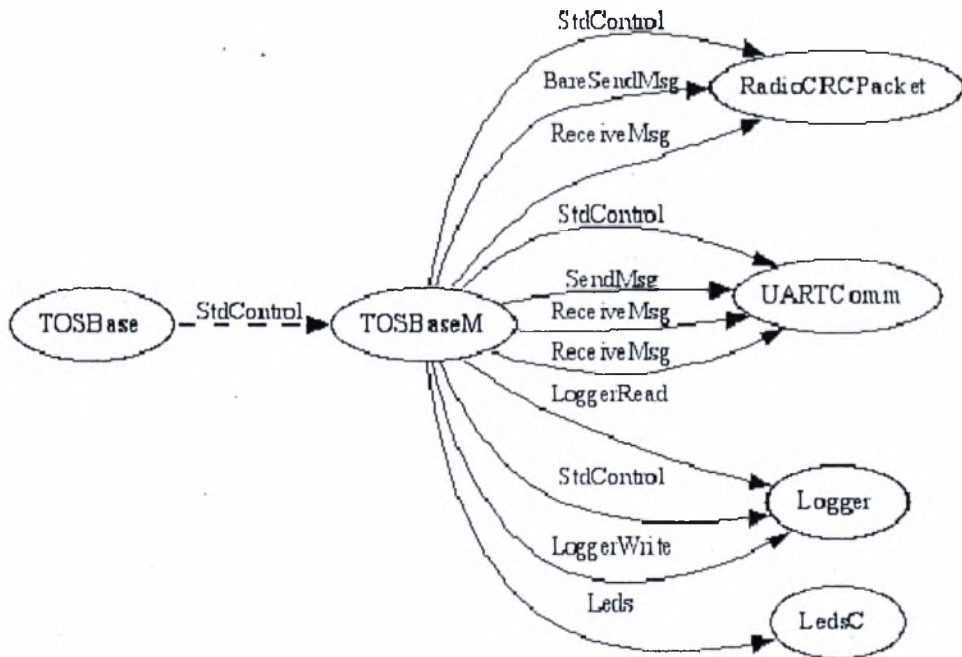 StdControl
BareSendMsg
RadioCRCPacket
ReceiveMsg
StdControl
SendMsg
UARTComm
TOSBase
StdControl
TOSBaseM
ReceiveMsg
ReceiveMsg
LoggerRead
StdControl
Logger
LoggerWrite
Leds
LedsC